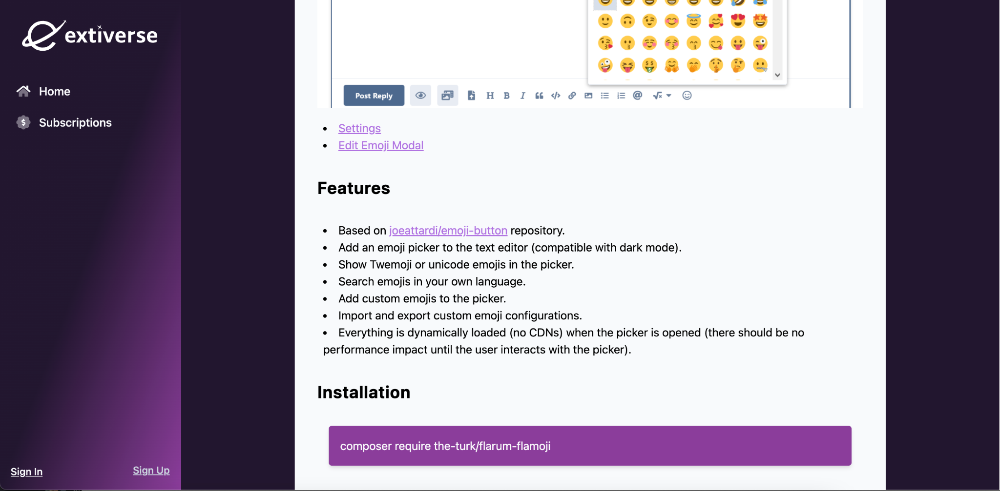 extiverse
Home
Subscriptions
Sign In
Sign Up
Post Reply
Settings
Edit Emoji Modal
Features
Based on joeattardi/emoji-button repository.
Add an emoji picker to the text editor (compatible with dark mode).
Show Twemoji or unicode emojis in the picker.
Search emojis in your own language.
Add custom emojis to the picker.
Import and export custom emoji configurations.
Everything is dynamically loaded (no CDNs) when the picker is opened (there should be no
performance impact until the user interacts with the picker).
Installation
composer require the-turk/flarum-flamoji